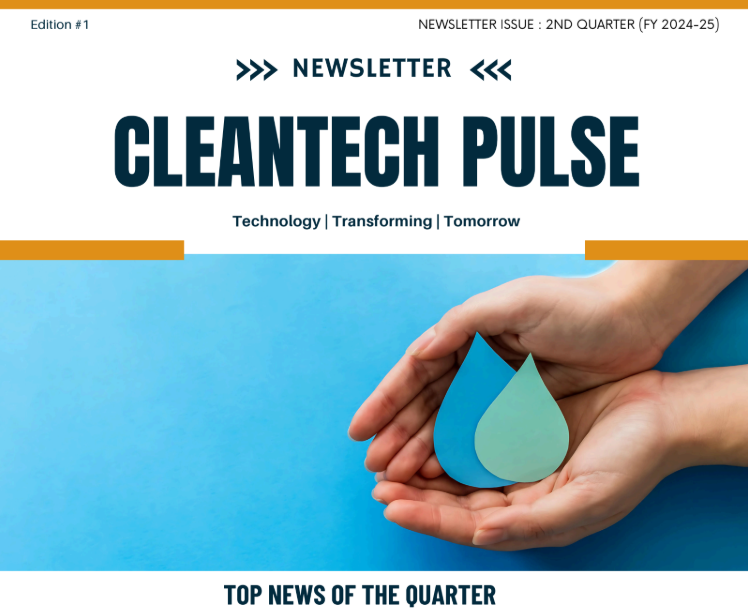 Edition #1
NEWSLETTER ISSUE : 2ND QUARTER (FY 2024-25)
>>> NEWSLETTER <<<
CLEANTECH PULSE
Technology | Transforming | Tomorrow
TOP NEWS OF THE QUARTER